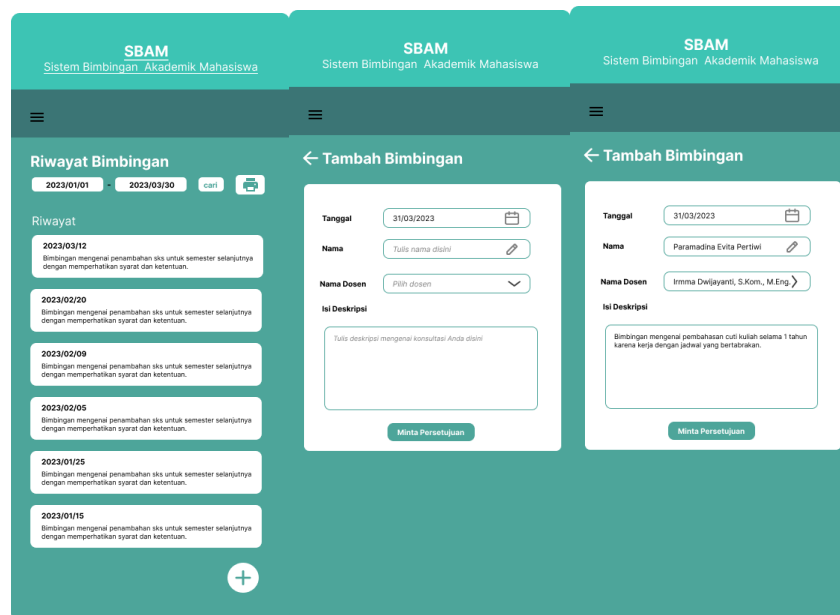 SBAM
Sistem Bimbingan Akademik Mahasiswa
Riwayat Bimbingan
2023/01/01 - 2023/03/30 cari
Riwayat
2023/03/12
Bimbingan mengenai penambahan sks untuk semester selanjutnya
dengan memperhatikan syarat dan ketentuan.
2023/02/20
Bimbingan mengenai penambahan sks untuk semester selanjutnya
dengan memperhatikan syarat dan ketentuan.
2023/02/09
Bimbingan mengenai penambahan sks untuk semester selanjutnya
dengan memperhatikan syarat dan ketentuan.
2023/02/05
Bimbingan mengenai penambahan sks untuk semester selanjutnya
dengan memperhatikan syarat dan ketentuan.
2023/01/25
Bimbingan mengenai penambahan sks untuk semester selanjutnya
dengan memperhatikan syarat dan ketentuan.
2023/01/15
Bimbingan mengenai penambahan sks untuk semester selanjutnya
dengan memperhatikan syarat dan ketentuan.
SBAM
Sistem Bimbingan Akademik Mahasiswa
Tambah Bimbingan
Tanggal 31/03/2023
Nama Tulis nama disini
Nama Dosen Pilih dosen
Isi Deskripsi
Tulis deskripsi mengenai konsultasi Anda disini
Minta Persetujuan
SBAM
Sistem Bimbingan Akademik Mahasiswa
Tambah Bimbingan
Tanggal 31/03/2023
Nama Paramadina Evita Pertiwi
Nama Dosen Irmma Dwijayanti, S.Kom., M.Eng.
Isi Deskripsi
Bimbingan mengenai pembahasan cuti kuliah selama 1 tahun
karena kerja dengan jadwal yang bertabrakan.
Minta Persetujuan